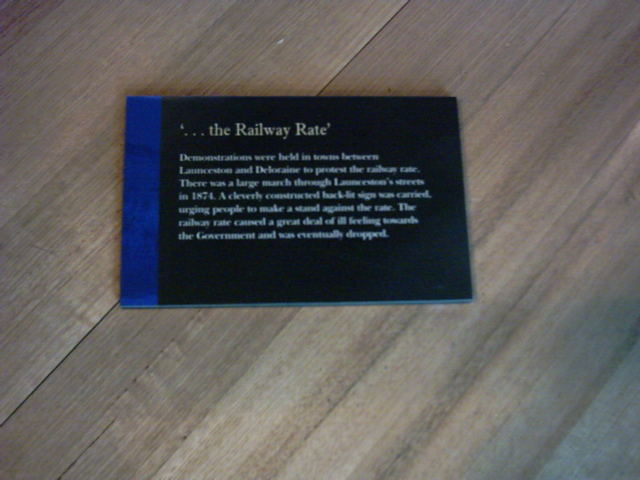 ‘. . . the Railway Rate’
Demonstrations were held in towns between
Launceston and Deloraine to protest the railway rate.
There was a large march through Launceston's streets
in 1874. A cleverly constructed back-lit sign was carried,
urging people to make a stand against the rate. The
railway rate caused a great deal of ill feeling towards
the Government and was eventually dropped.